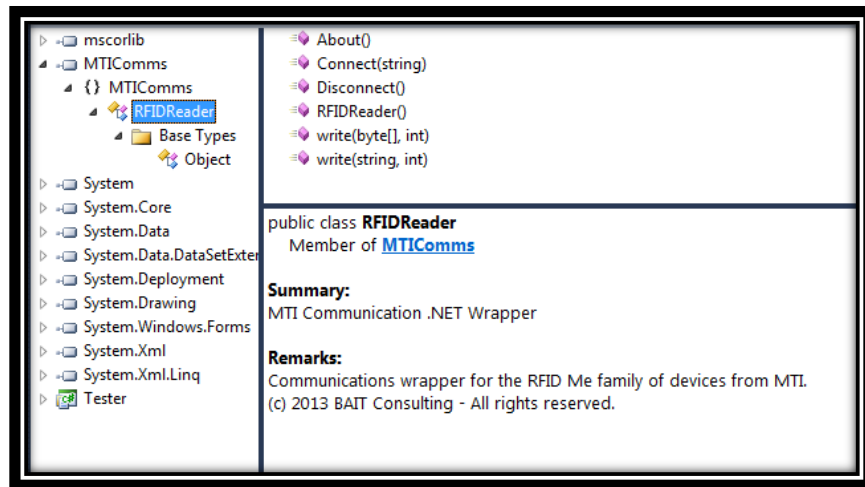 mscorlib
MTIComms
{} MTIComms
RFIDReader
Base Types
Object
System
System.Core
System.Data
System.Data.DataSetExter
System.Deployment
System.Drawing
System.Windows.Forms
System.Xml
System.Xml.Linq
Tester
About()
Connect(string)
Disconnect()
RFIDReader()
write(byte[], int)
write(string, int)
public class RFIDReader
Member of MTIComms
Summary:
MTI Communication .NET Wrapper
Remarks:
Communications wrapper for the RFID Me family of devices from MTI.
(c) 2013 BAIT Consulting - All rights reserved.